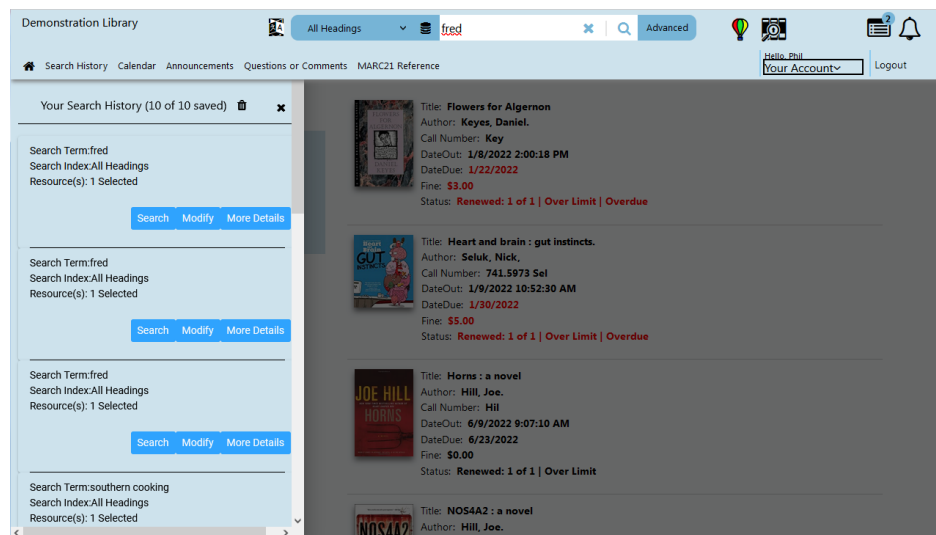 Demonstration Library
All Headings
fred
Advanced
2
Hello, Phil
Your Account
Logout
Search History Calendar Announcements Questions or Comments MARC21 Reference
Your Search History (10 of 10 saved)
Search Term:fred
Search Index:All Headings
Resource(s): 1 Selected
Search Modify More Details
Search Term:fred
Search Index:All Headings
Resource(s): 1 Selected
Search Modify More Details
Search Term:fred
Search Index:All Headings
Resource(s): 1 Selected
Search Modify More Details
Search Term:southern cooking
Search Index:All Headings
Resource(s): 1 Selected
FLOWERS
FOR
ALGERNON
Title: Flowers for Algernon
Author: Keyes, Daniel.
Call Number: Key
DateOut: 1/8/2022 2:00:18 PM
DateDue: 1/22/2022
Fine: $3.00
Status: Renewed: 1 of 1 | Over Limit | Overdue
Heart and Brain
GUT
INSTINCTS
Title: Heart and brain : gut instincts.
Author: Seluk, Nick,
Call Number: 741.5973 Sel
DateOut: 1/9/2022 10:52:30 AM
DateDue: 1/30/2022
Fine: $5.00
Status: Renewed: 1 of 1 | Over Limit | Overdue
JOE HILL
HORNS
Title: Horns : a novel
Author: Hill, Joe.
Call Number: Hil
DateOut: 6/9/2022 9:07:10 AM
DateDue: 6/23/2022
Fine: $0.00
Status: Renewed: 1 of 1 | Over Limit
NOS4A2
Title: NOS4A2 : a novel
Author: Hill, Joe.